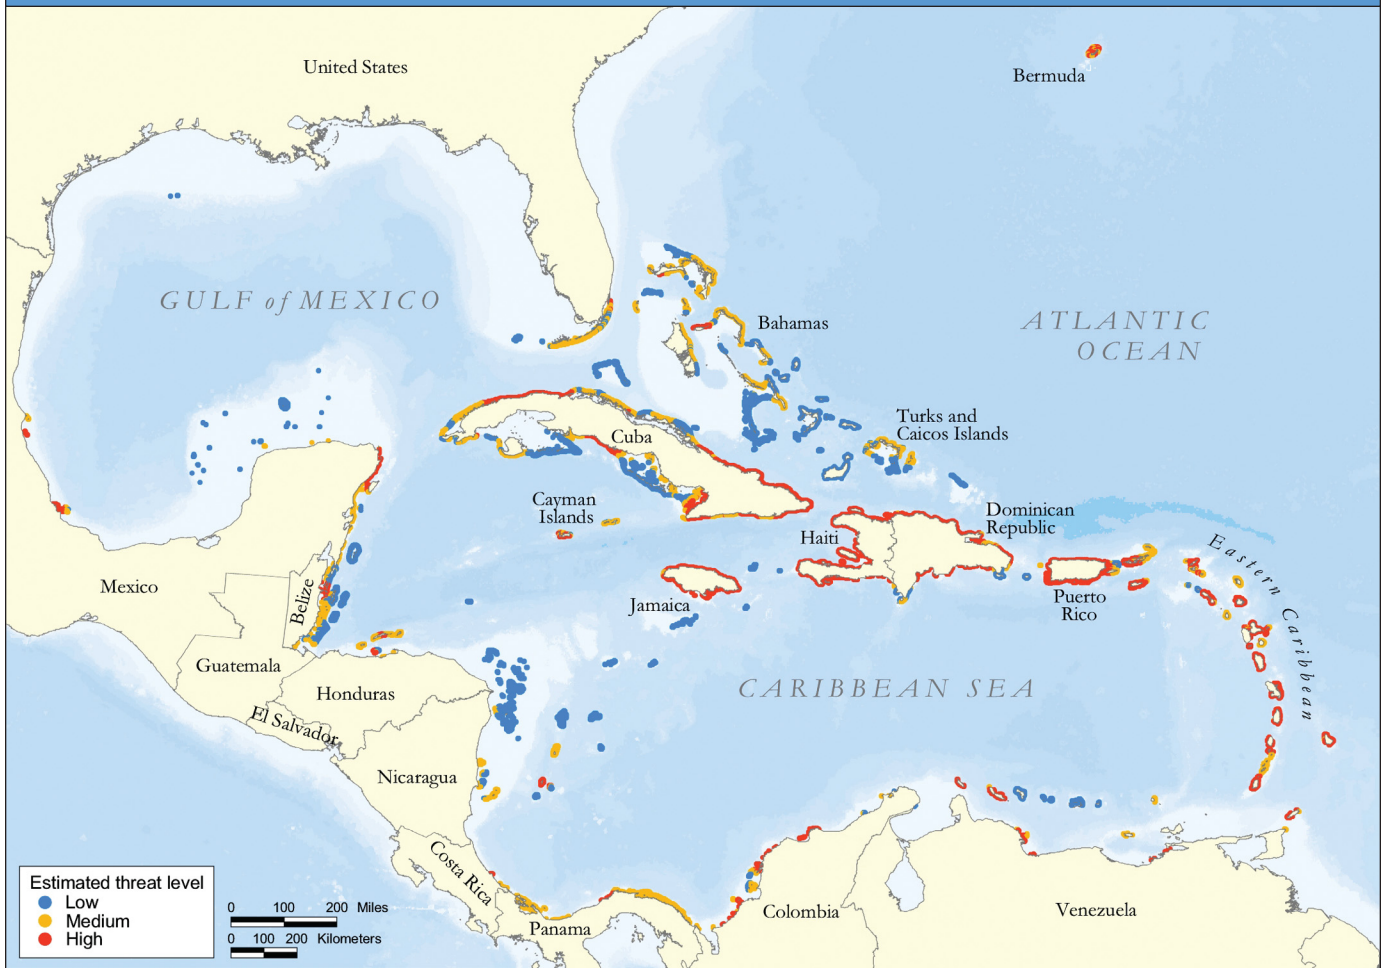 United States
Bermuda
GULF of MEXICO
Bahamas
ATLANTIC
OCEAN
Turks and
Caicos Islands
Cuba
Cayman
Islands
Dominican
Republic
Haiti
Eastern Caribbean
Mexico
Belize
Jamaica
Puerto
Rico
Guatemala
Honduras
CARIBBEAN SEA
El Salvador
Nicaragua
Costa Rica
Panama
Colombia
Venezuela
Estimated threat level
Low
Medium
High
0 100 200 Miles
0 100 200 Kilometers